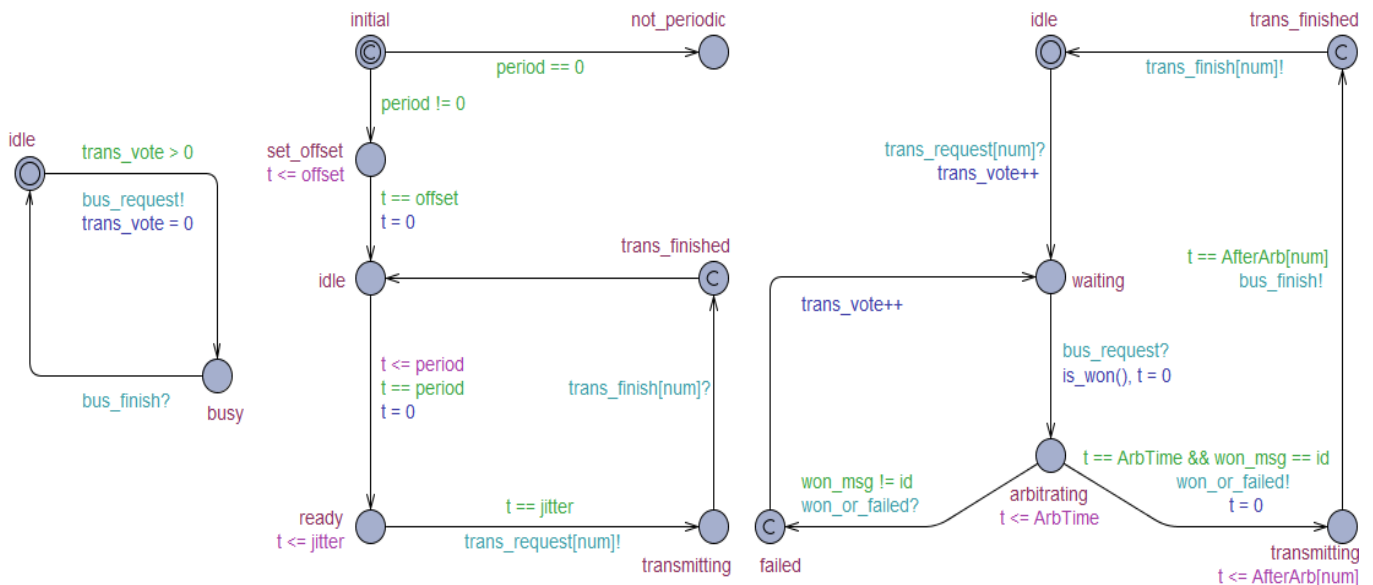 idle
trans_vote > 0
bus_request!
trans_vote = 0
bus_finish?
busy
initial
C
not_periodic
period == 0
period != 0
set_offset
t <= offset
t == offset
t = 0
trans_finished
C
idle
t <= period
t == period
t = 0
trans_finish[num]?
ready
t <= jitter
t == jitter
trans_request[num]!
transmitting
idle
trans_finished
C
trans_finish[num]!
trans_request[num]?
trans_vote++
t == AfterArb[num]
bus_finish!
waiting
trans_vote++
bus_request?
is_won(), t = 0
won_msg != id
won_or_failed?
arbitrating
t <= ArbTime
t == ArbTime && won_msg == id
won_or_failed!
t = 0
C
failed
transmitting
t <= AfterArb[num]